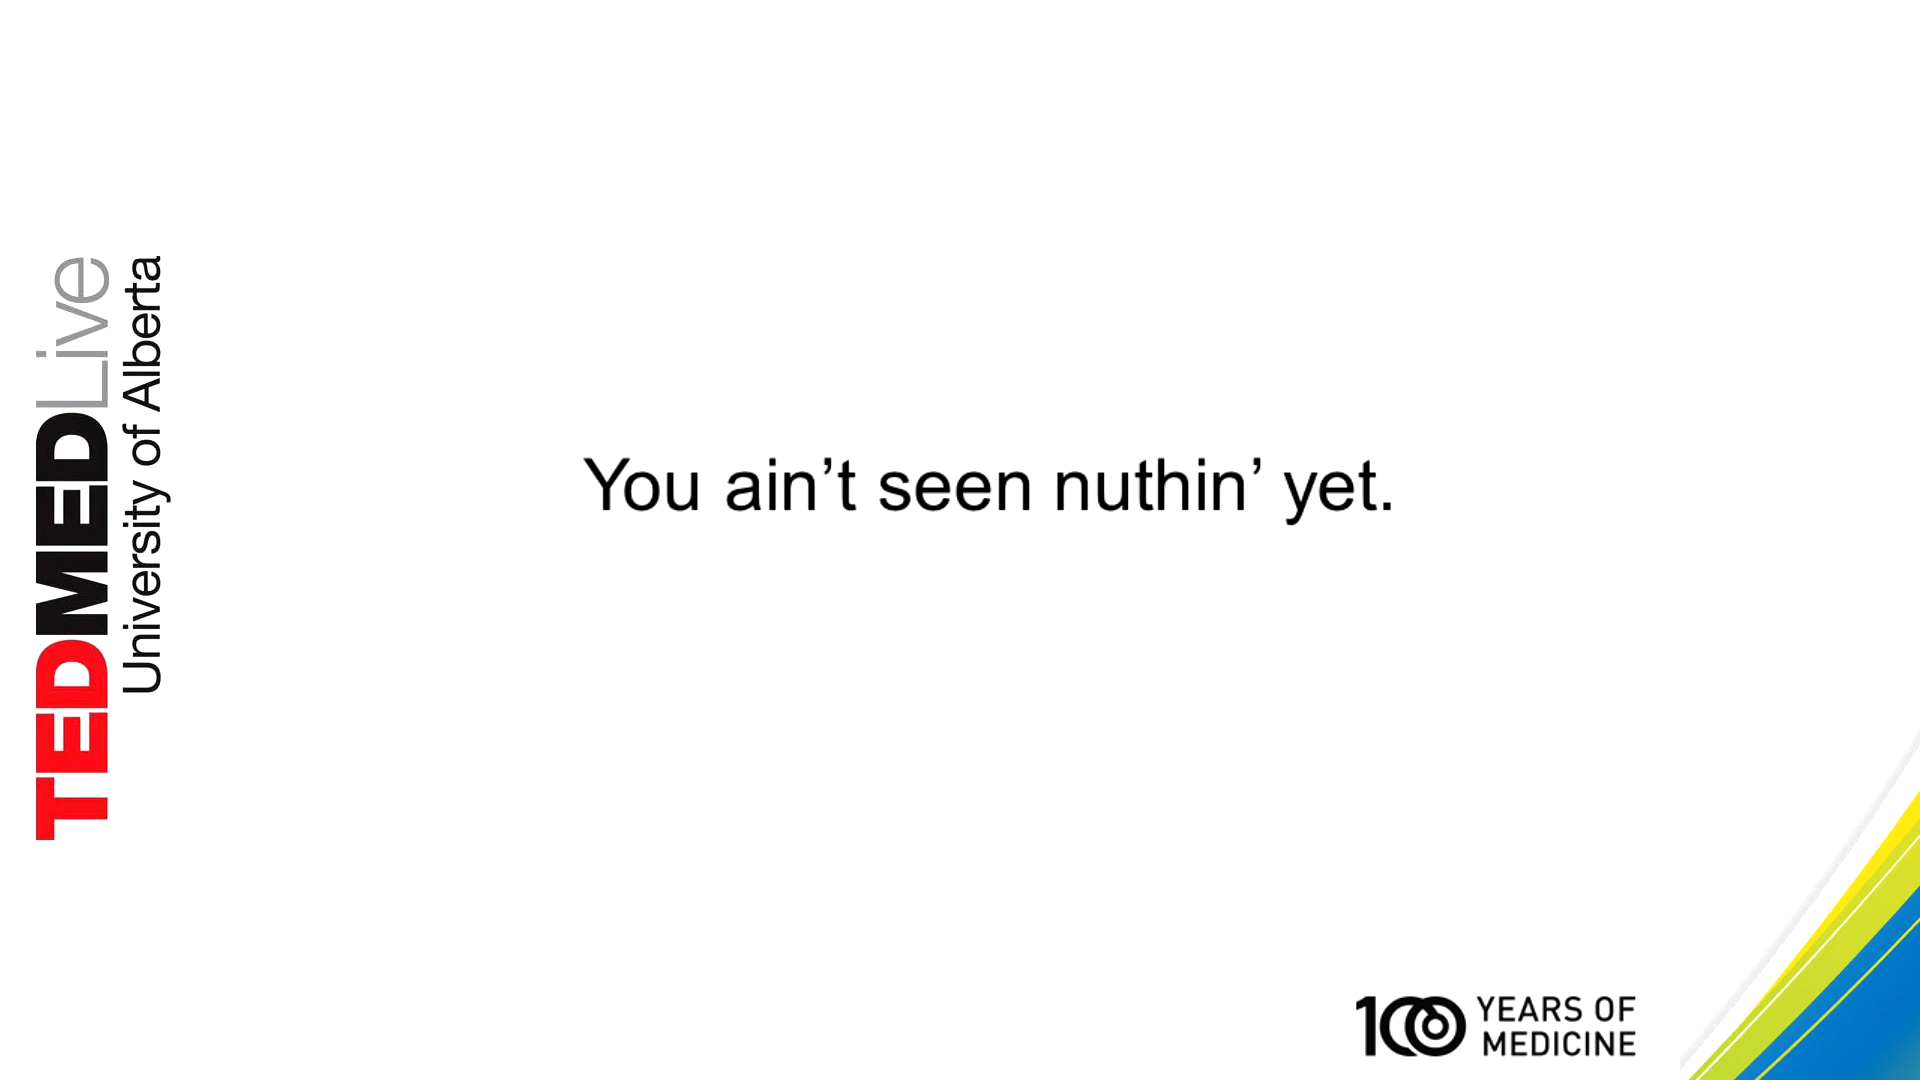 TEDMEDLive
University of Alberta
You ain’t seen nuthin’ yet.
100 YEARS OF
MEDICINE